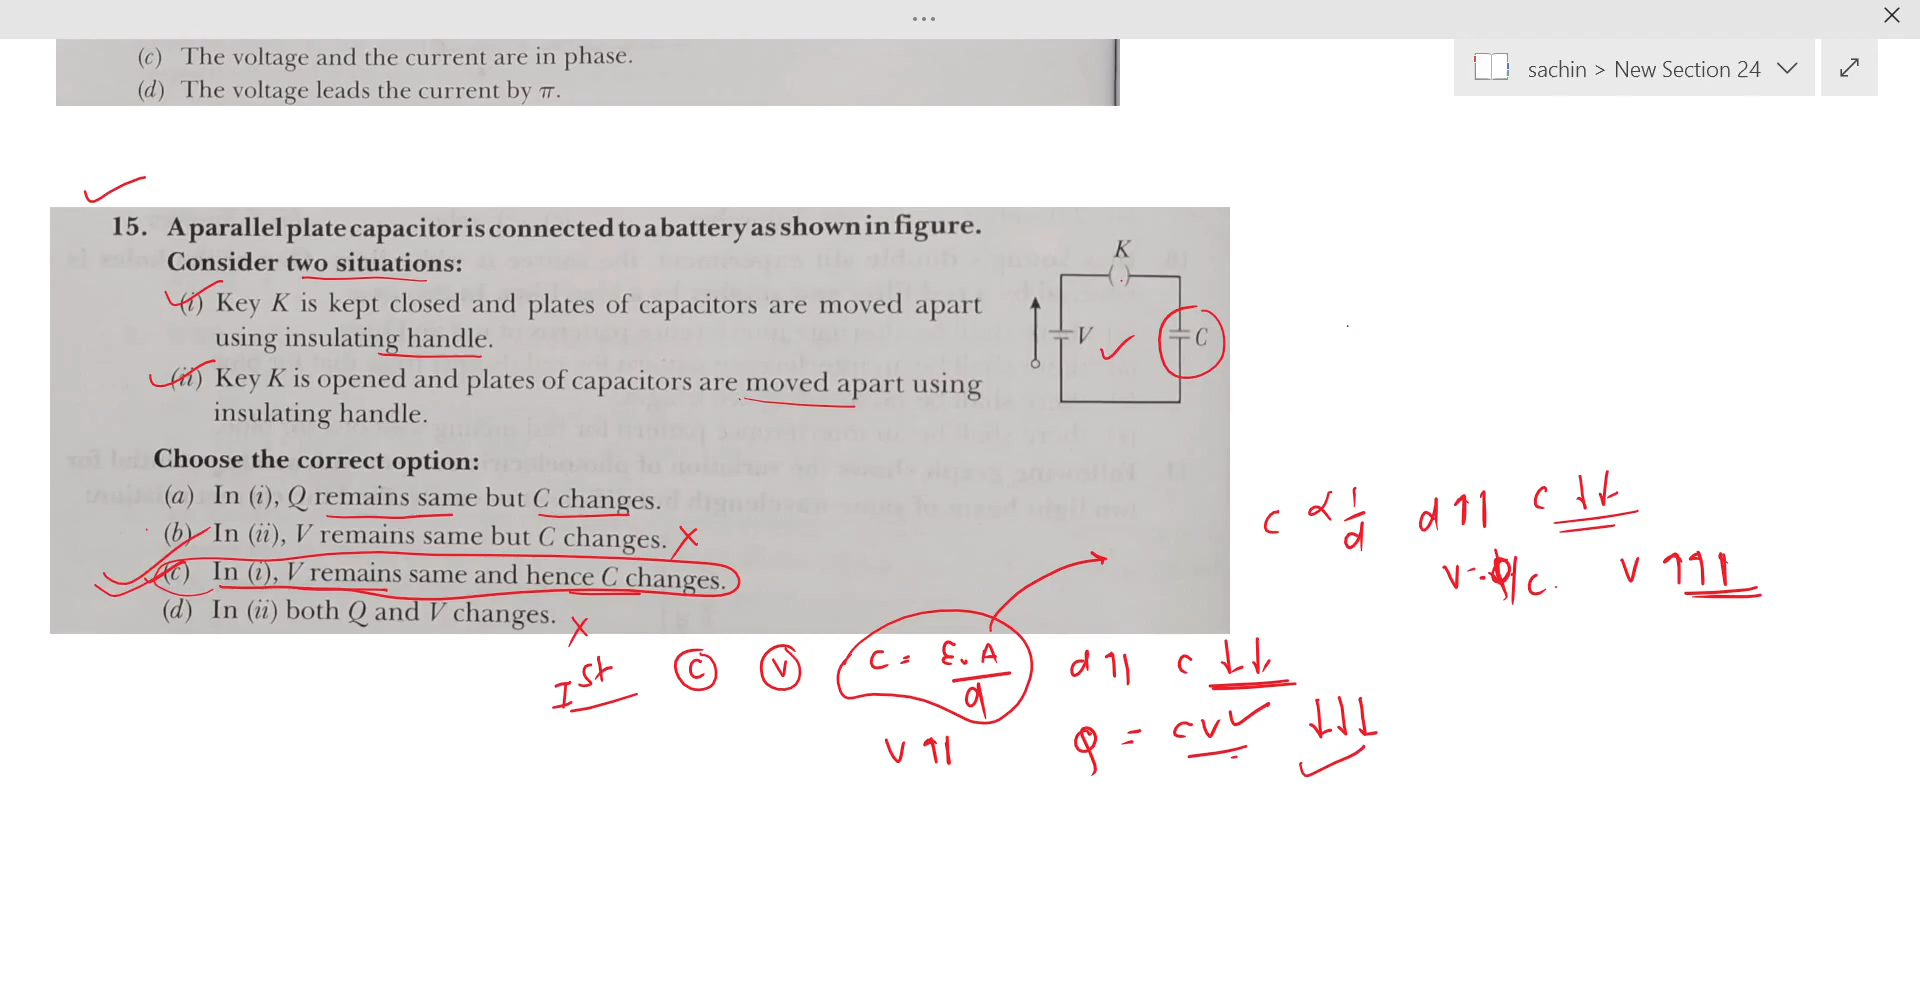 (c) The voltage and the current are in phase.
(d) The voltage leads the current by π.
sachin > New Section 24
15. A parallel plate capacitor is connected to a battery as shown in figure.
Consider two situations:
(i) Key K is kept closed and plates of capacitors are moved apart
using insulating handle.
(ii) Key K is opened and plates of capacitors are moved apart using
insulating handle.
K
V
C
Choose the correct option:
(a) In (i), Q remains same but C changes.
(b) In (ii), V remains same but C changes. X
(c) In (i), V remains same and hence C changes.
(d) In (ii) both Q and V changes. X
C ∝ 1/d d↑↑ C ↓↓
V = Q/C. V ↑↑↑
Ist C V C = ε₀A/d d↑↑ C ↓↓
V ↑↑ Q = CV ✓ ↓↓↓